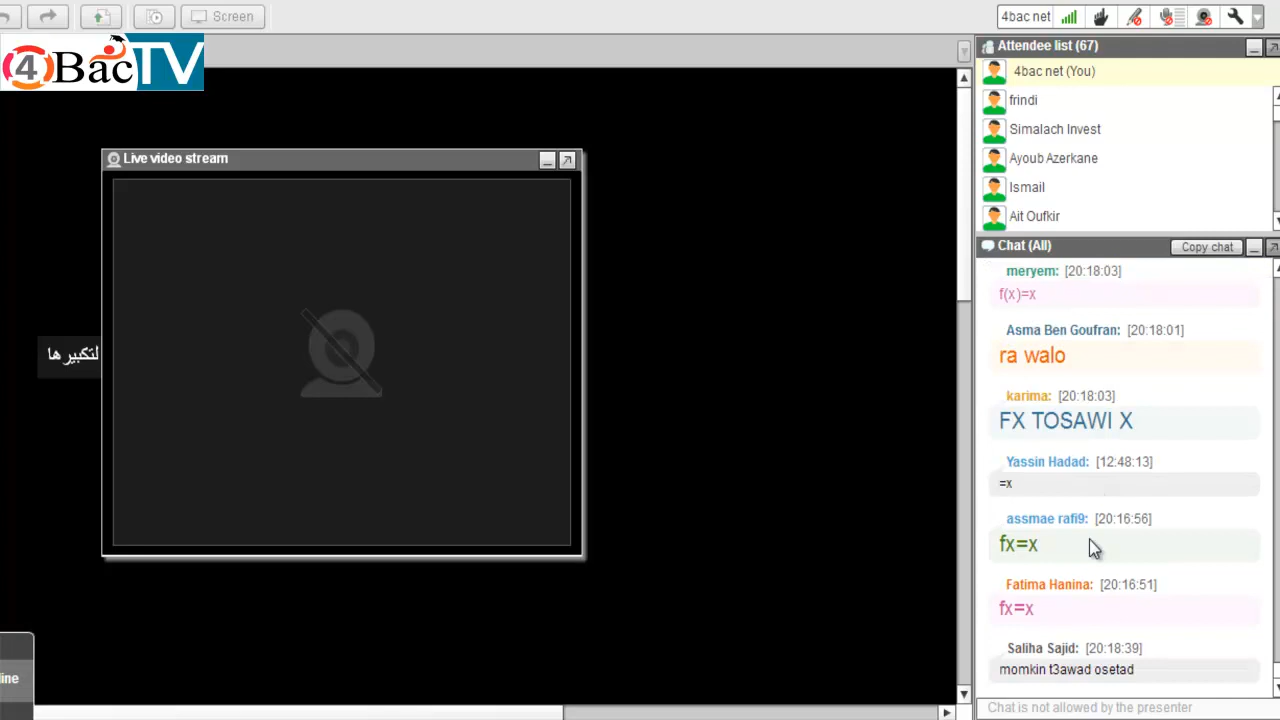 Screen
4bac net
4BacTV
Attendee list (67)
4bac net (You)
frindi
Simalach Invest
Ayoub Azerkane
Ismail
Ait Oufkir
Live video stream
لتكبيرها
Chat (All)
Copy chat
meryem: [20:18:03]
f(x)=x
Asma Ben Goufran: [20:18:01]
ra walo
karima: [20:18:03]
FX TOSAWI X
Yassin Hadad: [12:48:13]
=x
assmae rafi9: [20:16:56]
fx=x
Fatima Hanina: [20:16:51]
fx=x
Saliha Sajid: [20:18:39]
momkin t3awad osetad
ine
Chat is not allowed by the presenter